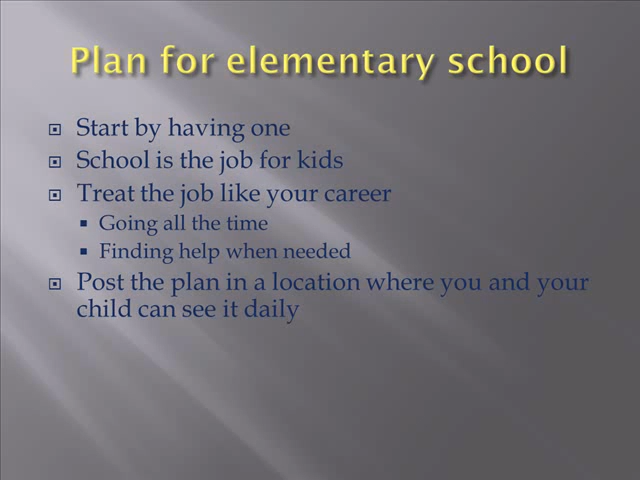 Plan for elementary school
Start by having one
School is the job for kids
Treat the job like your career
Going all the time
Finding help when needed
Post the plan in a location where you and your
child can see it daily